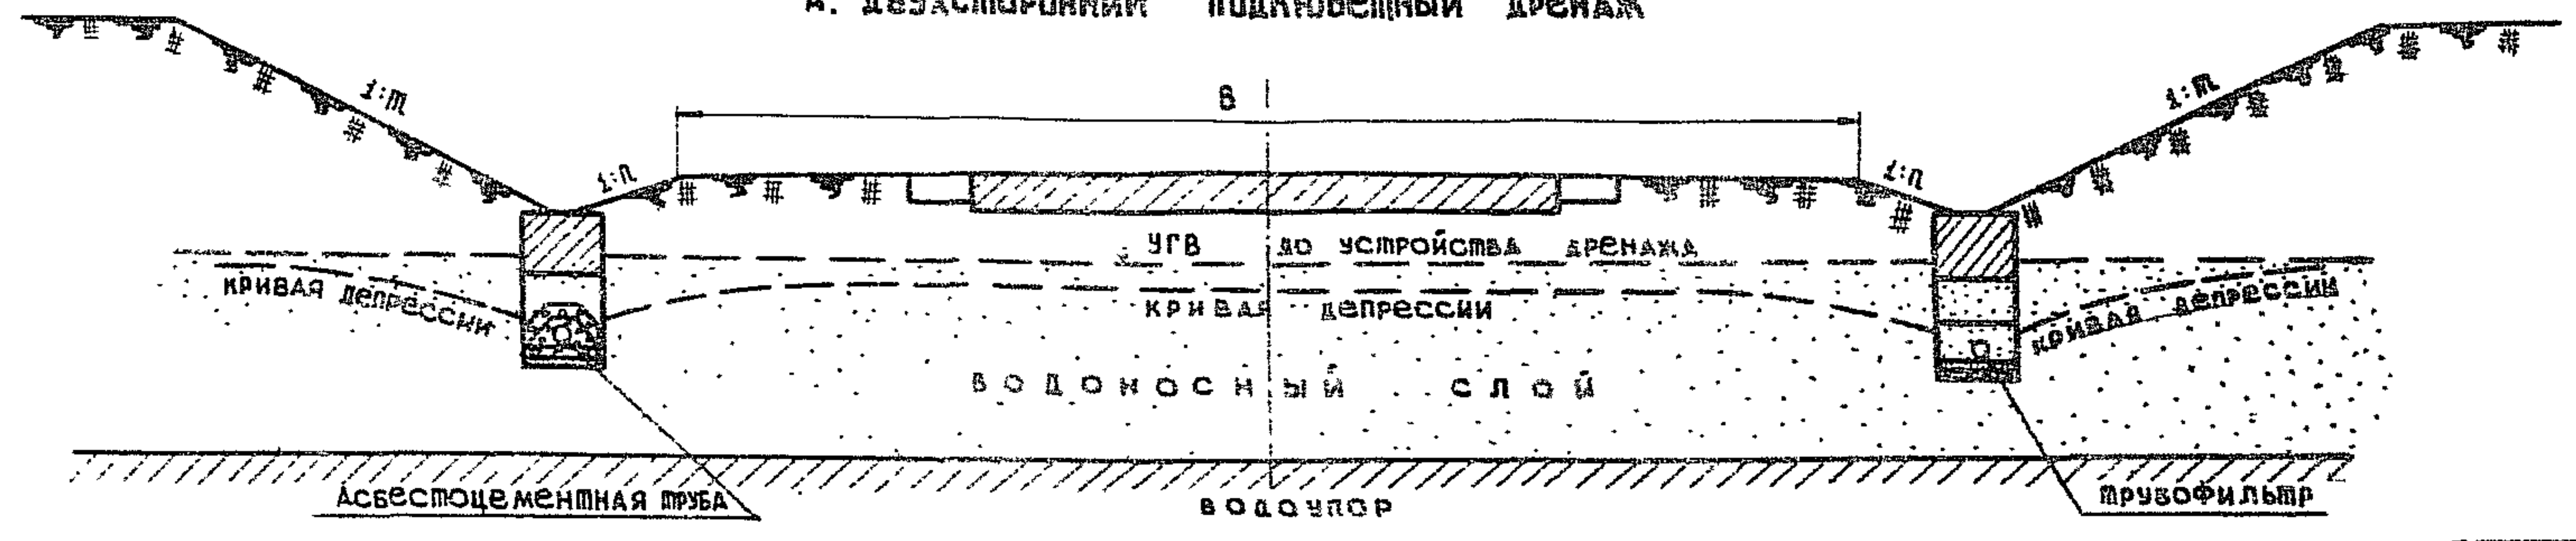 А. ДВУХСТОРОННИЙ ПОДКЮВЕТНЫЙ ДРЕНАЖ
1:m
B
1:m
1:n
1:n
УГВ ДО УСТРОЙСТВА ДРЕНАЖА
КРИВАЯ ДЕПРЕССИИ
КРИВАЯ ДЕПРЕССИИ
КРИВАЯ ДЕПРЕССИИ
ВОДОНОСНЫЙ СЛОЙ
АСБЕСТОЦЕМЕНТНАЯ ТРУБА
ВОДОУПОР
ТРУБОФИЛЬТР